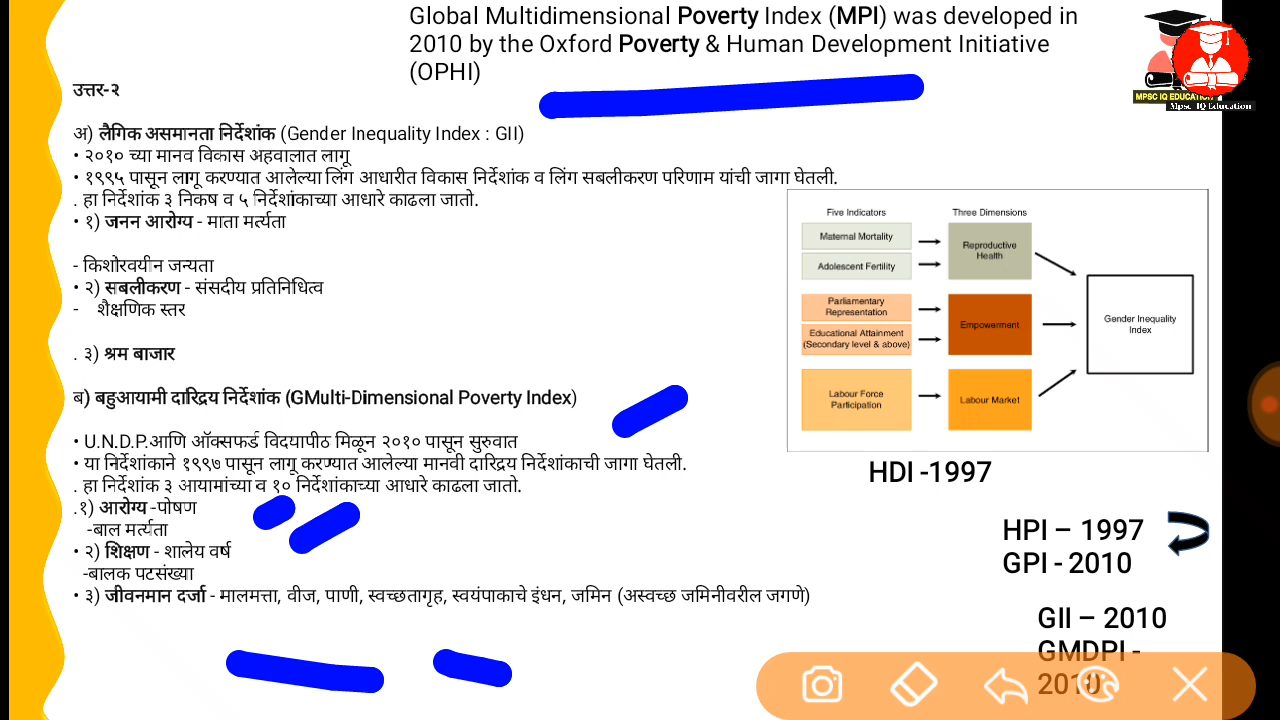 Global Multidimensional Poverty Index (MPI) was developed in
2010 by the Oxford Poverty & Human Development Initiative
(OPHI)
MPSC IQ EDUCATION
Mpsc IQ Education
उत्तर-२
अ) लैगिक असमानता निर्देशांक (Gender Inequality Index : GII)
• २०१० च्या मानव विकास अहवालात लागू
• १९९५ पासून लागू करण्यात आलेल्या लिंग आधारीत विकास निर्देशांक व लिंग सबलीकरण परिणाम यांची जागा घेतली.
. हा निर्देशांक ३ निकष व ५ निर्देशांकाच्या आधारे काढला जातो.
• १) जनन आरोग्य - माता मर्त्यता
- किशोरवयीन जन्यता
• २) सबलीकरण - संसदीय प्रतिनिधित्व
- शैक्षणिक स्तर
. ३) श्रम बाजार
Five Indicators
Three Dimensions
Maternal Mortality
Adolescent Fertility
Reproductive
Health
Parliamentary
Representation
Educational Attainment
(Secondary level & above)
Empowerment
Labour Force
Participation
Labour Market
Gender Inequality
Index
ब) बहुआयामी दारिद्रय निर्देशांक (GMulti-Dimensional Poverty Index)
• U.N.D.P.आणि ऑक्सफर्ड विदयापीठ मिळून २०१० पासून सुरुवात
• या निर्देशांकाने १९९७ पासून लागू करण्यात आलेल्या मानवी दारिद्रय निर्देशांकाची जागा घेतली.
. हा निर्देशांक ३ आयामांच्या व १० निर्देशांकाच्या आधारे काढला जातो.
.१) आरोग्य -पोषण
-बाल मर्त्यता
• २) शिक्षण - शालेय वर्ष
-बालक पटसंख्या
• ३) जीवनमान दर्जा - मालमत्ता, वीज, पाणी, स्वच्छतागृह, स्वयंपाकाचे इंधन, जमिन (अस्वच्छ जमिनीवरील जगणे)
HDI -1997
HPI – 1997
GPI - 2010
GII – 2010
GMDPI -
2010